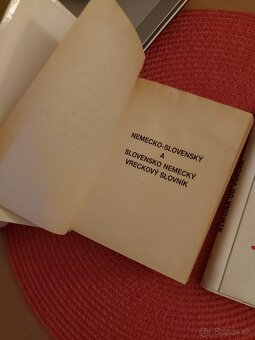 NEMECKO-SLOVENSKÝ
A
SLOVENSKO NEMECKÝ
VRECKOVÝ SLOVNÍK